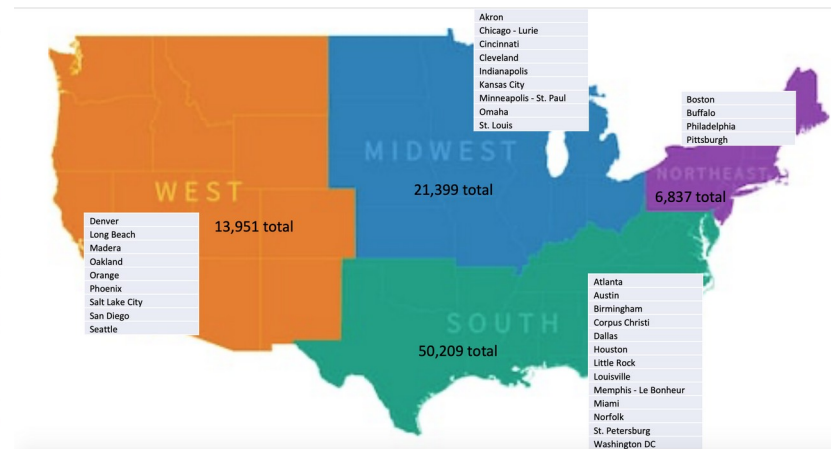 Akron
Chicago - Lurie
Cincinnati
Cleveland
Indianapolis
Kansas City
Minneapolis - St. Paul
Omaha
St. Louis
Boston
Buffalo
Philadelphia
Pittsburgh
MIDWEST
21,399 total
NORTHEAST
6,837 total
WEST
13,951 total
Denver
Long Beach
Madera
Oakland
Orange
Phoenix
Salt Lake City
San Diego
Seattle
SOUTH
50,209 total
Atlanta
Austin
Birmingham
Corpus Christi
Dallas
Houston
Little Rock
Louisville
Memphis - Le Bonheur
Miami
Norfolk
St. Petersburg
Washington DC